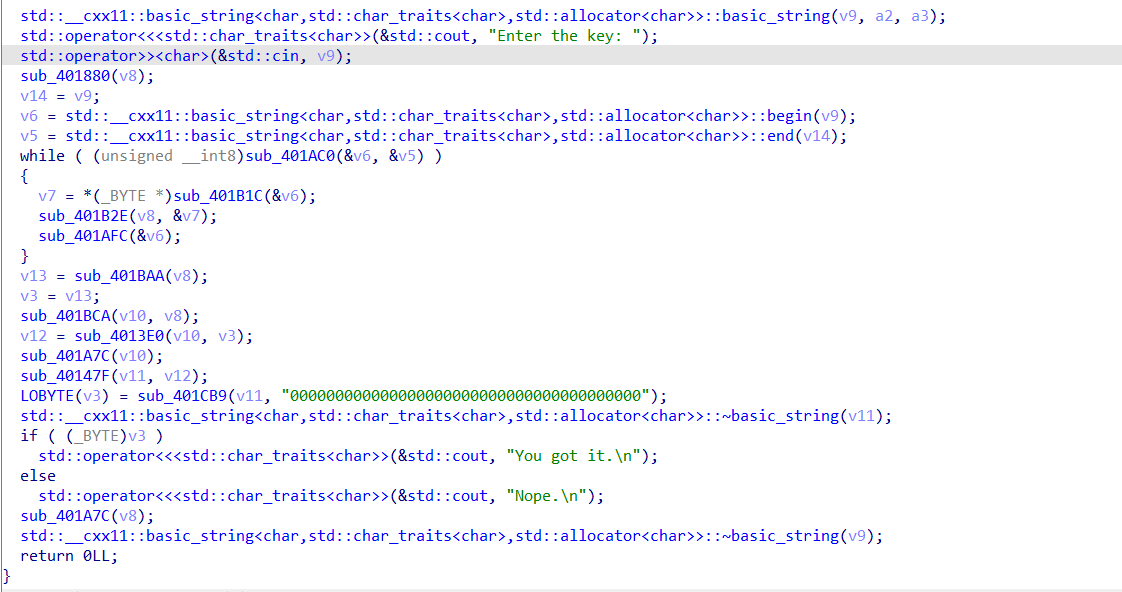 std::__cxx11::basic_string<char,std::char_traits<char>,std::allocator<char>>::basic_string(v9, a2, a3);
std::operator<<<std::char_traits<char>>(&std::cout, "Enter the key: ");
std::operator>><char>(&std::cin, v9);
sub_401880(v8);
v14 = v9;
v6 = std::__cxx11::basic_string<char,std::char_traits<char>,std::allocator<char>>::begin(v9);
v5 = std::__cxx11::basic_string<char,std::char_traits<char>,std::allocator<char>>::end(v14);
while ( (unsigned __int8)sub_401AC0(&v6, &v5) )
{
v7 = *(_BYTE *)sub_401B1C(&v6);
sub_401B2E(v8, &v7);
sub_401AFC(&v6);
}
v13 = sub_401BAA(v8);
v3 = v13;
sub_401BCA(v10, v8);
v12 = sub_4013E0(v10, v3);
sub_401A7C(v10);
sub_40147F(v11, v12);
LOBYTE(v3) = sub_401CB9(v11, "000000000000000000000000000000000000000");
std::__cxx11::basic_string<char,std::char_traits<char>,std::allocator<char>>::~basic_string(v11);
if ( (_BYTE)v3 )
std::operator<<<std::char_traits<char>>(&std::cout, "You got it.\n");
else
std::operator<<<std::char_traits<char>>(&std::cout, "Nope.\n");
sub_401A7C(v8);
std::__cxx11::basic_string<char,std::char_traits<char>,std::allocator<char>>::~basic_string(v9);
return 0LL;
}